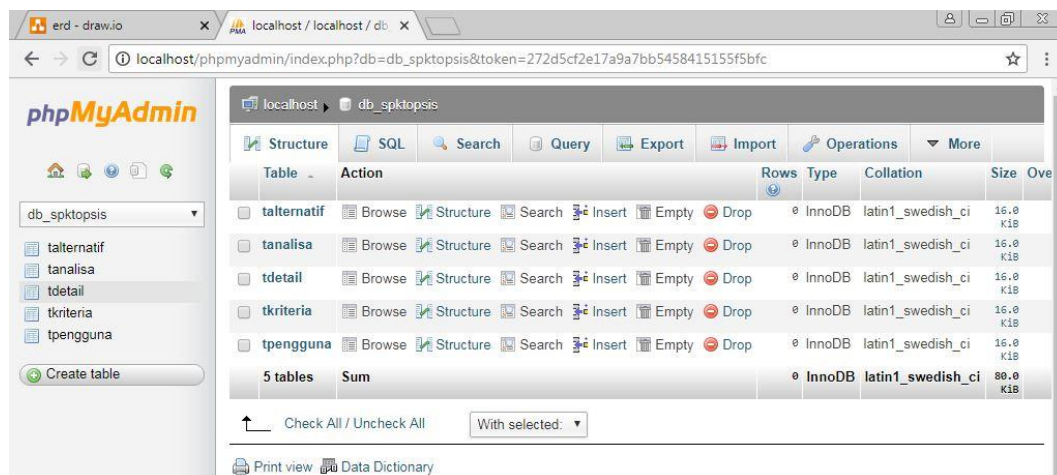 erd - draw.io
localhost / localhost / db_
localhost/phpmyadmin/index.php?db=db_spktopsis&token=272d5cf2e17a9a7bb5458415155f5bfc
phpMyAdmin
db_spktopsis
talternatif
tanalisa
tdetail
tkriteria
tpengguna
Create table
localhost db_spktopsis
Structure SQL Search Query Export Import Operations More
Table Action Rows Type Collation Size Ove
talternatif Browse Structure Search Insert Empty Drop 0 InnoDB latin1_swedish_ci 16.0 KiB
tanalisa Browse Structure Search Insert Empty Drop 0 InnoDB latin1_swedish_ci 16.0 KiB
tdetail Browse Structure Search Insert Empty Drop 0 InnoDB latin1_swedish_ci 16.0 KiB
tkriteria Browse Structure Search Insert Empty Drop 0 InnoDB latin1_swedish_ci 16.0 KiB
tpengguna Browse Structure Search Insert Empty Drop 0 InnoDB latin1_swedish_ci 16.0 KiB
5 tables Sum 0 InnoDB latin1_swedish_ci 80.0 KiB
Check All / Uncheck All With selected:
Print view Data Dictionary